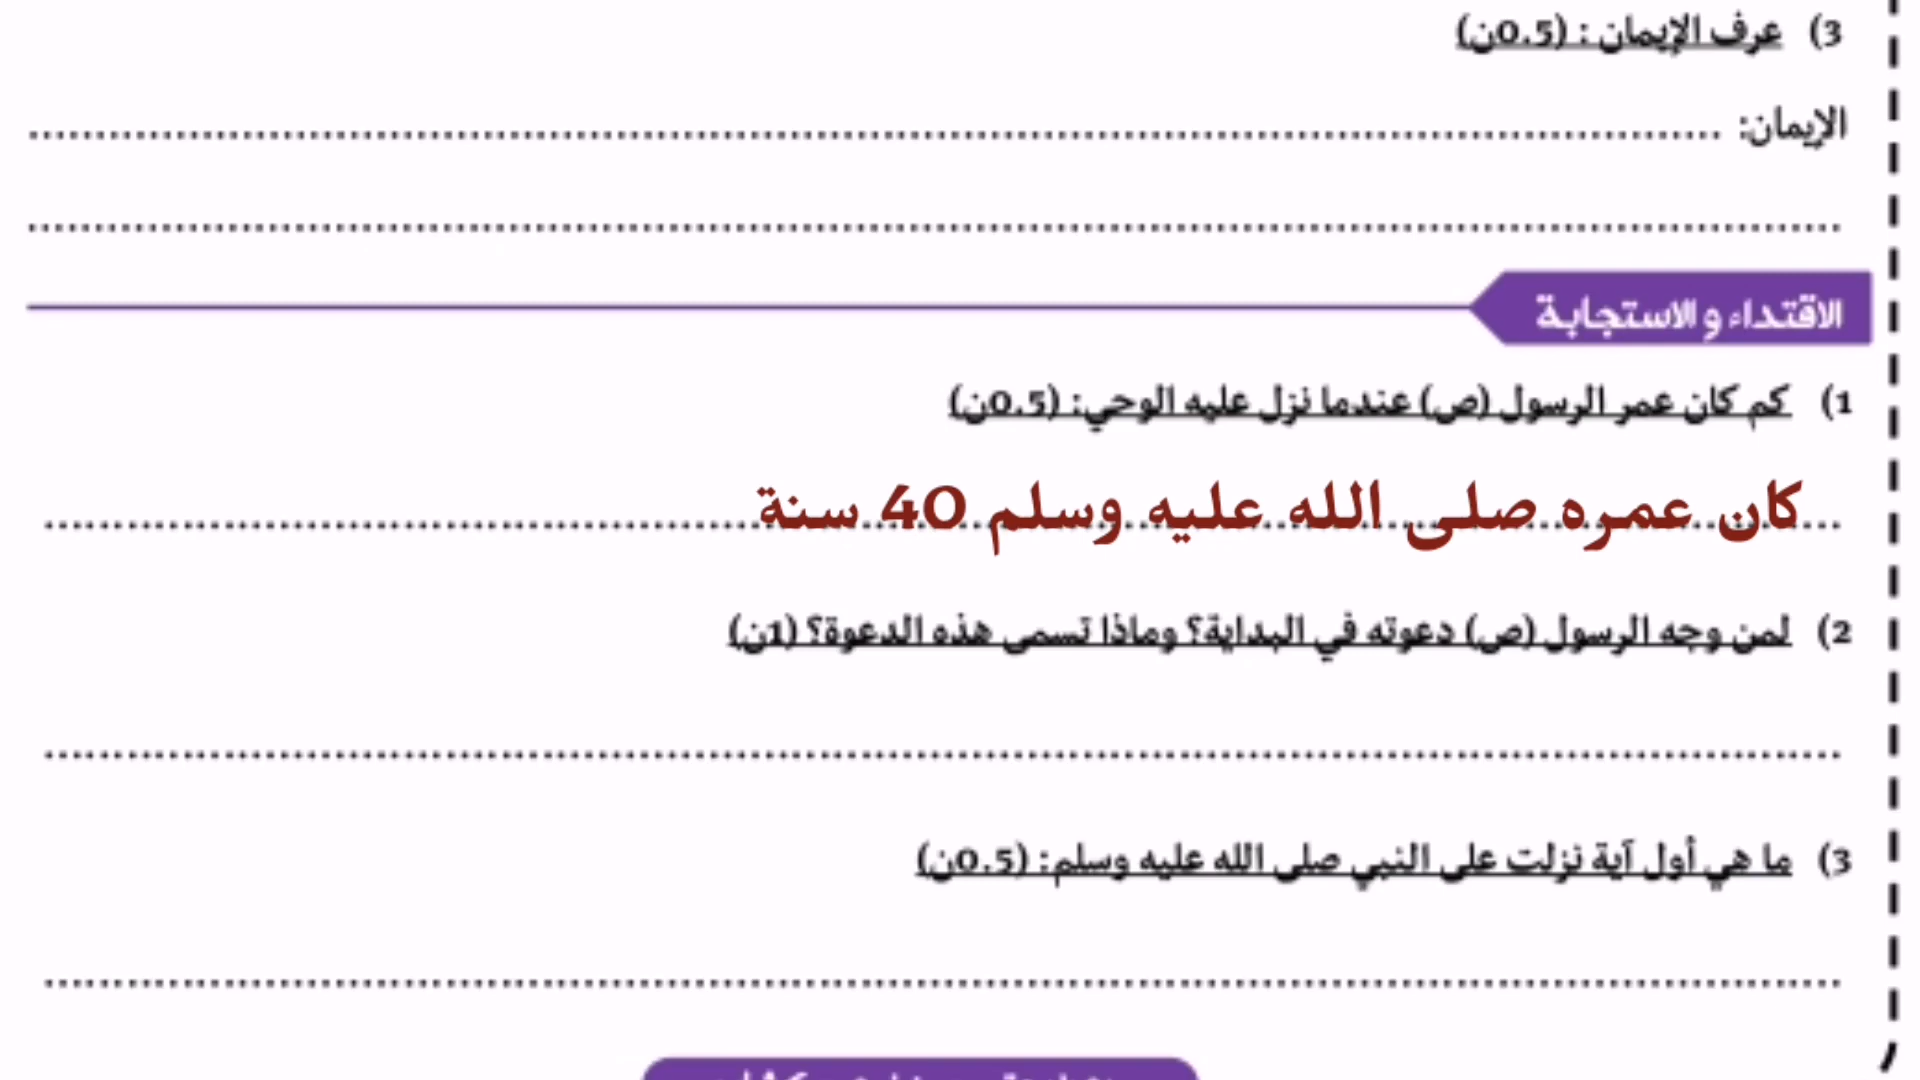 3) عرف الإيمان : (0.5ن)
الإيمان: ........................................
........................................
الاقتداء والاستجابة
1) كم كان عمر الرسول (ص) عندما نزل عليه الوحي: (0.5ن)
كان عمره صلى الله عليه وسلم 40 سنة
2) لمن وجه الرسول (ص) دعوته في البداية؟ وماذا تسمى هذه الدعوة؟ (1ن)
........................................
3) ما هي أول آية نزلت على النبي صلى الله عليه وسلم: (0.5ن)
........................................